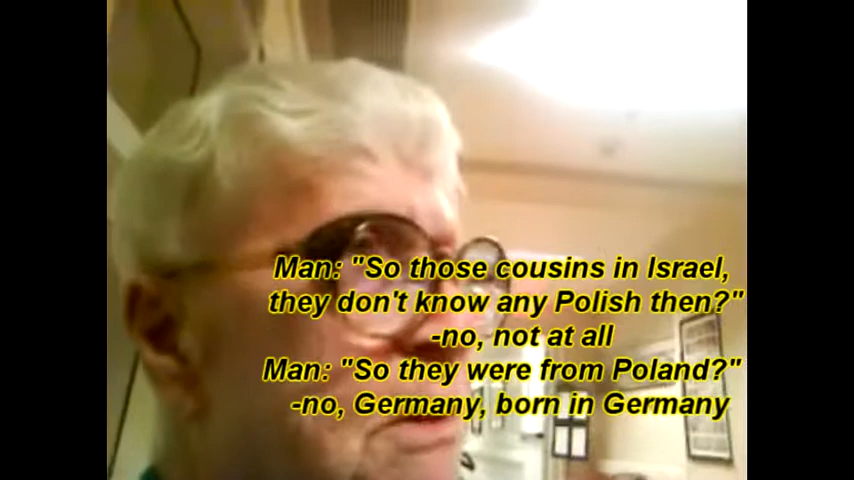 Man: "So those cousins in Israel,
they don't know any Polish then?"
-no, not at all
Man: "So they were from Poland?"
-no, Germany, born in Germany